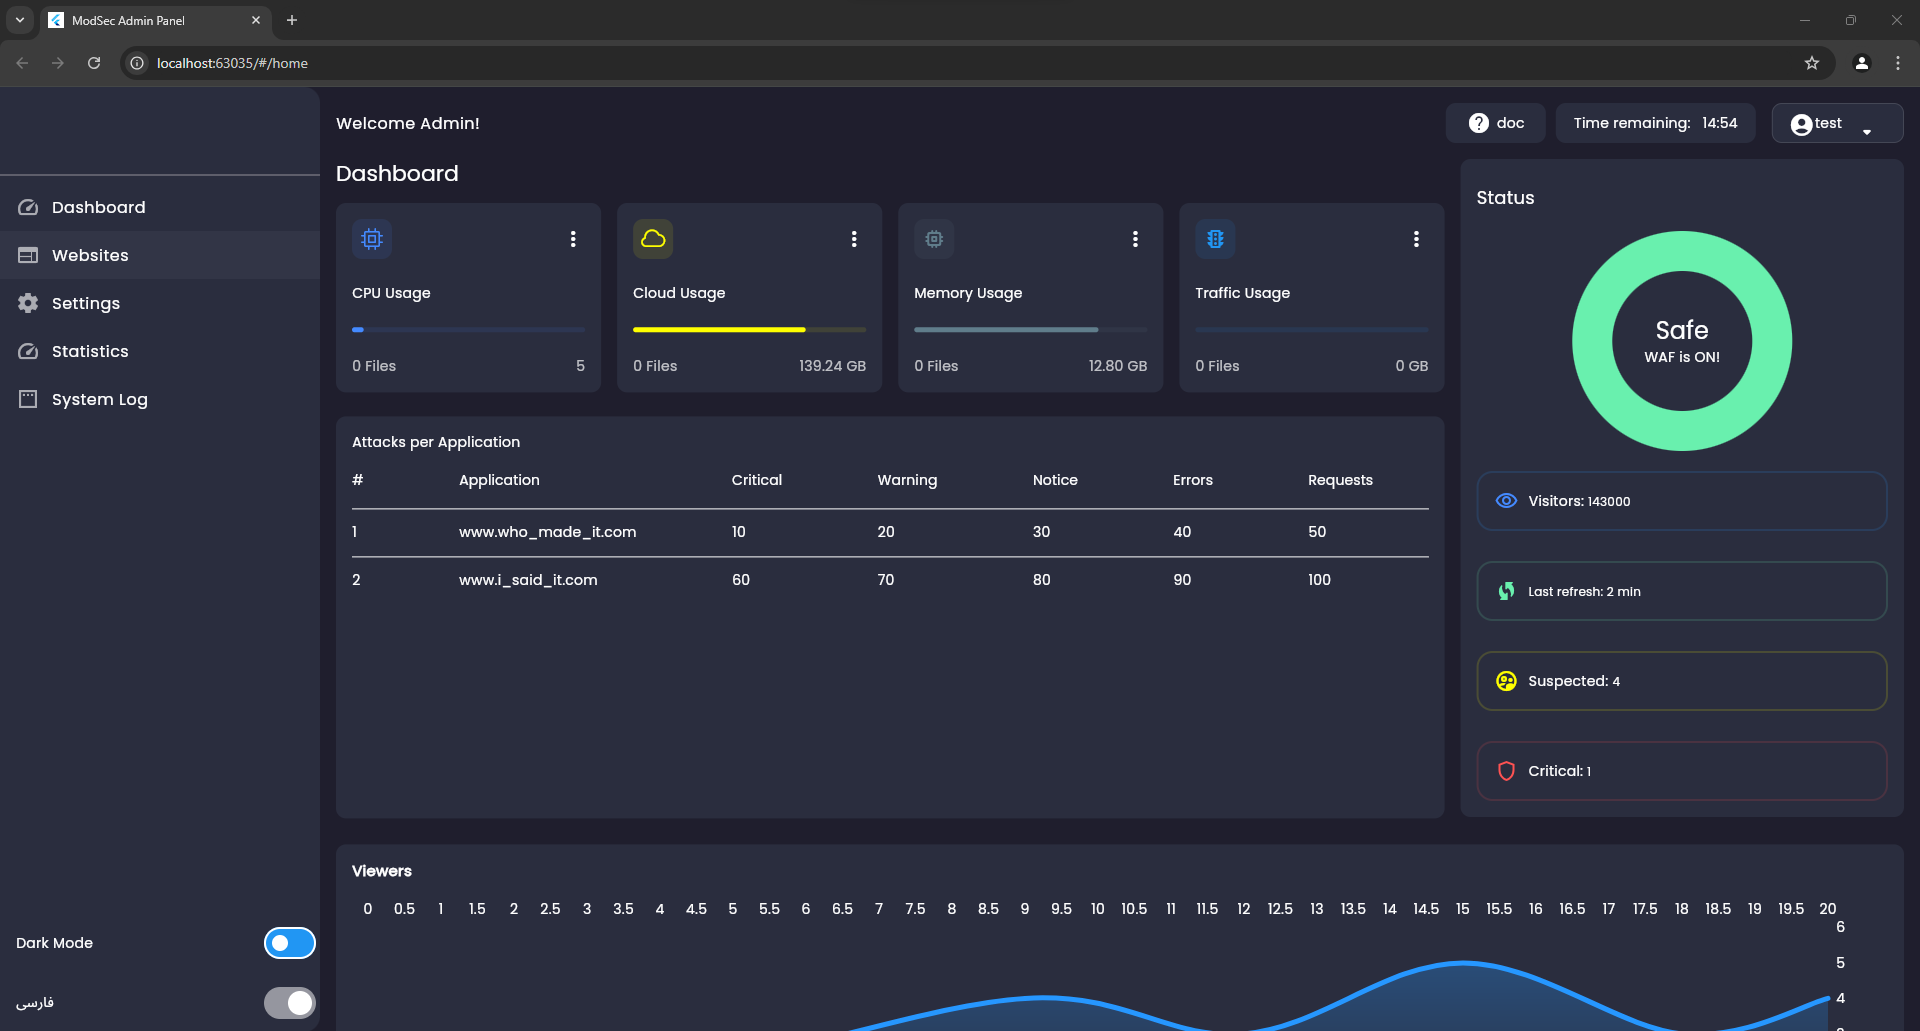 ModSec Admin Panel
localhost:63035/#/home
Welcome Admin!
doc
Time remaining: 14:54
test
Dashboard
Websites
Settings
Statistics
System Log
Dark Mode
فارسی
Dashboard
CPU Usage
0 Files 5
Cloud Usage
0 Files 139.24 GB
Memory Usage
0 Files 12.80 GB
Traffic Usage
0 Files 0 GB
Attacks per Application
# Application Critical Warning Notice Errors Requests
1 www.who_made_it.com 10 20 30 40 50
2 www.i_said_it.com 60 70 80 90 100
Status
Safe
WAF is ON!
Visitors: 143000
Last refresh: 2 min
Suspected: 4
Critical: 1
Viewers
0 0.5 1 1.5 2 2.5 3 3.5 4 4.5 5 5.5 6 6.5 7 7.5 8 8.5 9 9.5 10 10.5 11 11.5 12 12.5 13 13.5 14 14.5 15 15.5 16 16.5 17 17.5 18 18.5 19 19.5 20
6
5
4